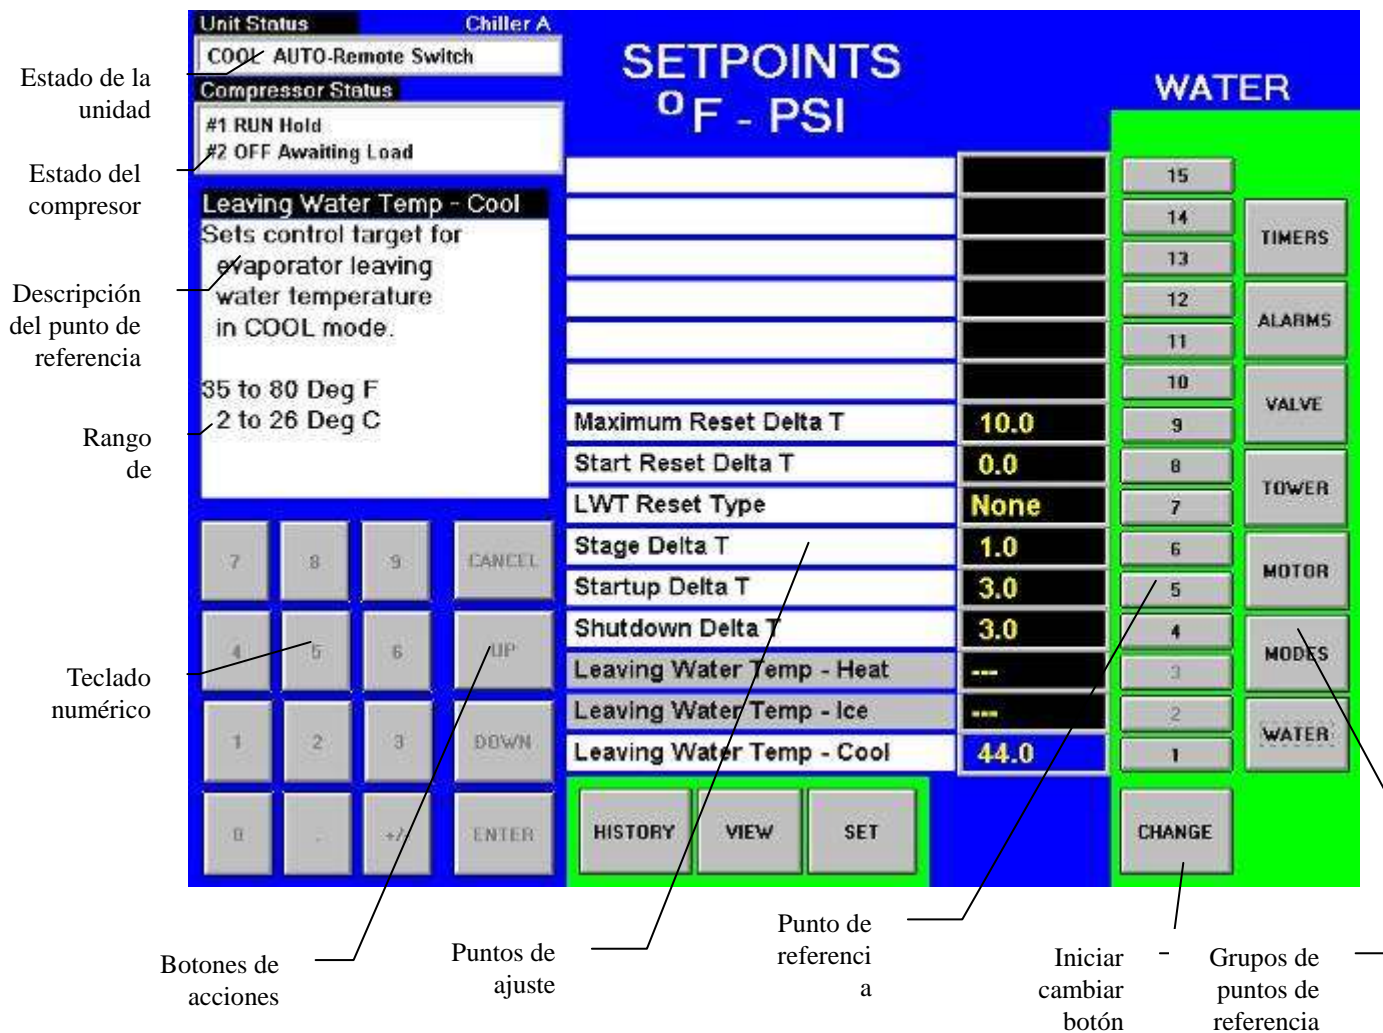 Unit Status Chiller A
COOL AUTO-Remote Switch
Compressor Status
#1 RUN Hold
#2 OFF Awaiting Load
Leaving Water Temp - Cool
Sets control target for
evaporator leaving
water temperature
in COOL mode.
35 to 80 Deg F
2 to 26 Deg C
7 8 9 CANCEL
4 5 6 UP
1 2 3 DOWN
0 . +/- ENTER
SETPOINTS
°F - PSI
WATER
15
14
13
12
11
10
Maximum Reset Delta T 10.0 9
Start Reset Delta T 0.0 8
LWT Reset Type None 7
Stage Delta T 1.0 6
Startup Delta T 3.0 5
Shutdown Delta T 3.0 4
Leaving Water Temp - Heat --- 3
Leaving Water Temp - Ice --- 2
Leaving Water Temp - Cool 44.0 1
TIMERS
ALARMS
VALVE
TOWER
MOTOR
MODES
WATER
HISTORY VIEW SET CHANGE
Estado de la
unidad
Estado del
compresor
Descripción
del punto de
referencia
Rango
de
Teclado
numérico
Botones de
acciones
Puntos de
ajuste
Punto de
referenci
a
Iniciar
cambiar
botón
Grupos de
puntos de
referencia